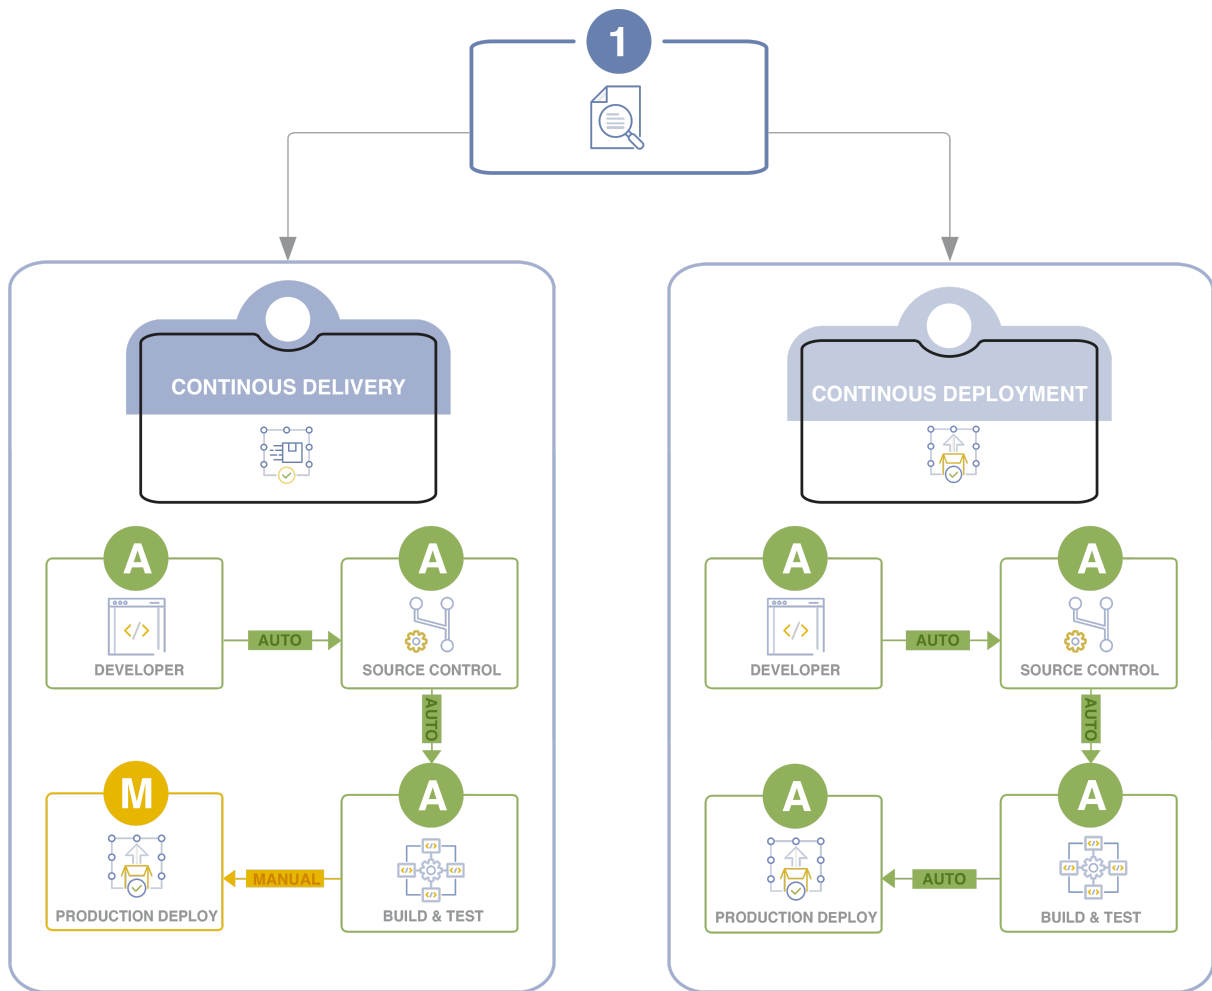 1
CONTINOUS DELIVERY
A
DEVELOPER
AUTO
A
SOURCE CONTROL
AUTO
M
PRODUCTION DEPLOY
MANUAL
A
</>
</>
</>
</>
BUILD & TEST
CONTINOUS DEPLOYMENT
A
</>
DEVELOPER
AUTO
A
SOURCE CONTROL
AUTO
A
PRODUCTION DEPLOY
AUTO
A
</>
</>
</>
</>
BUILD & TEST